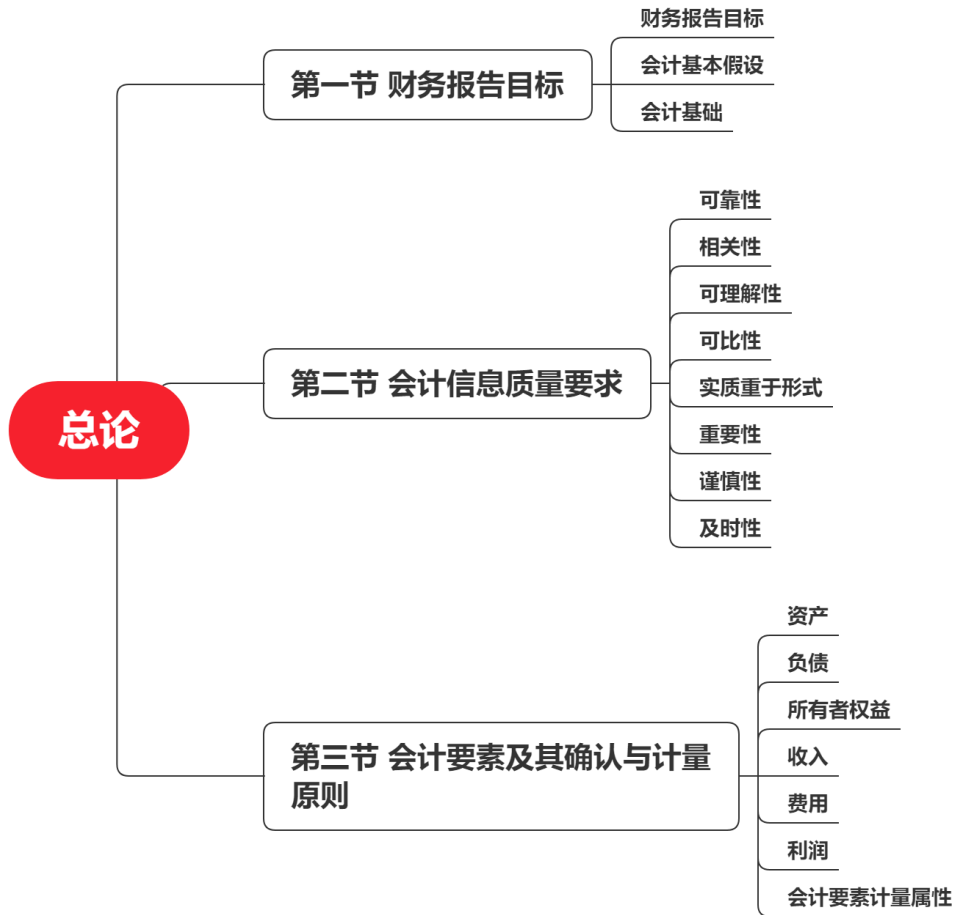 总论
第一节 财务报告目标
财务报告目标
会计基本假设
会计基础
第二节 会计信息质量要求
可靠性
相关性
可理解性
可比性
实质重于形式
重要性
谨慎性
及时性
第三节 会计要素及其确认与计量
原则
资产
负债
所有者权益
收入
费用
利润
会计要素计量属性